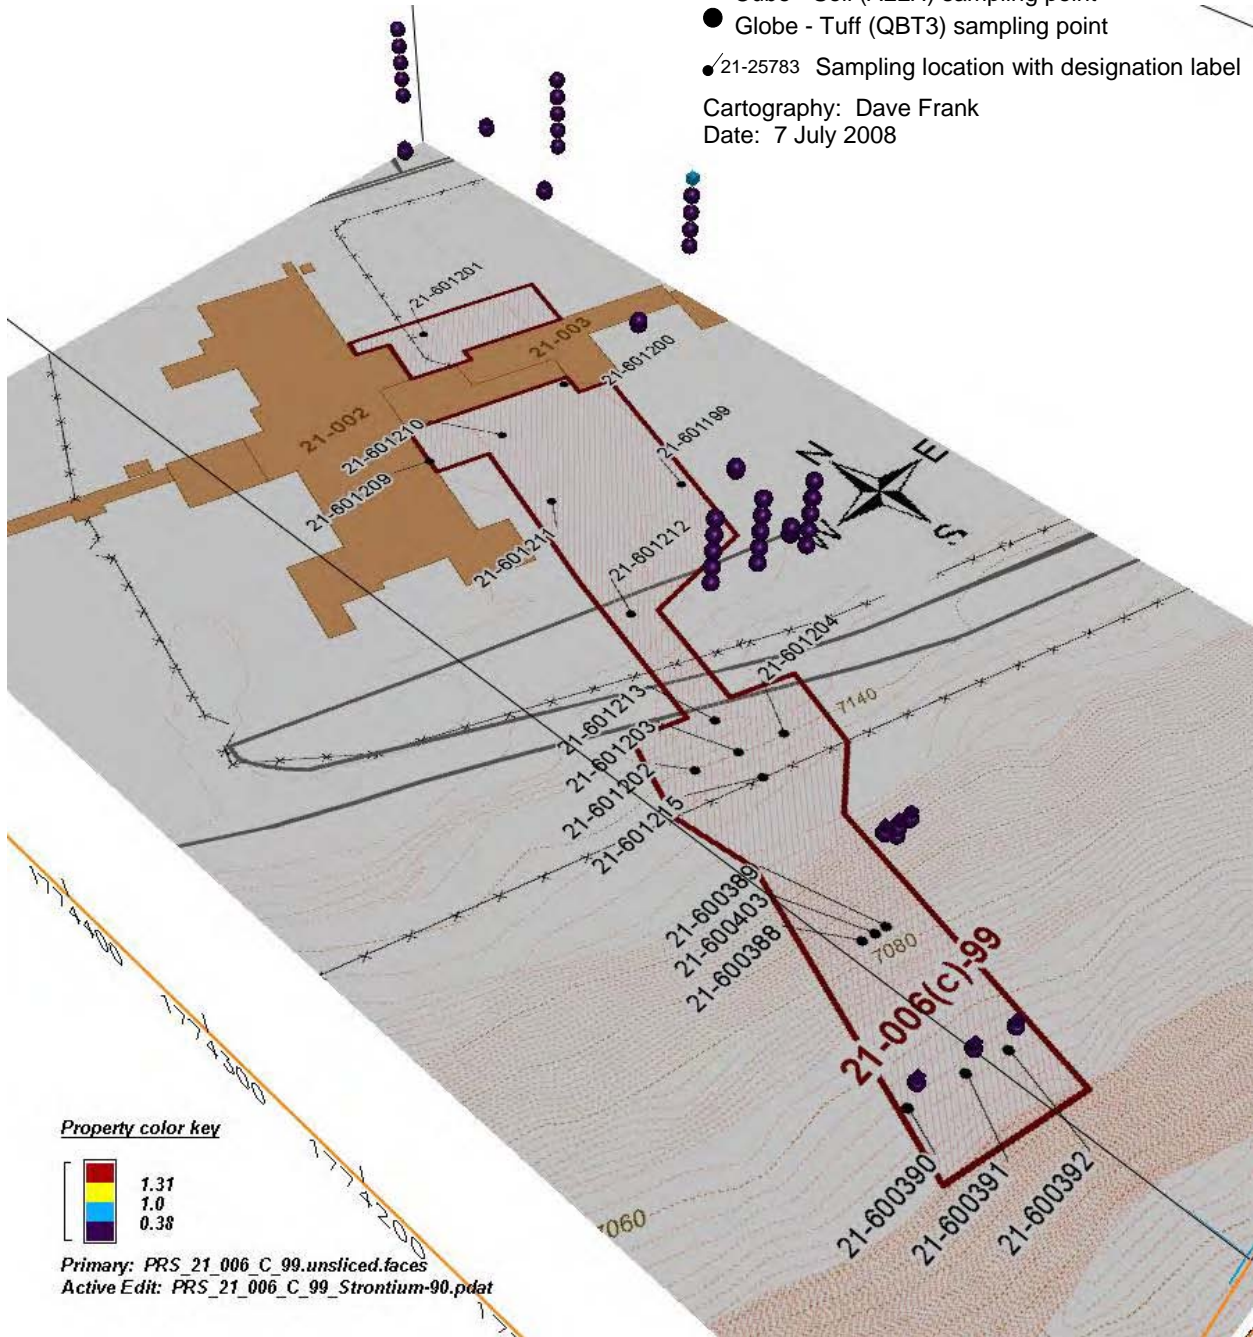 Globe - Tuff (QBT3) sampling point
21-25783 Sampling location with designation label
Cartography: Dave Frank
Date: 7 July 2008
21-601201
21-003
21-601200
21-002
21-601210
21-601199
21-601209
21-601211
21-601212
N
E
W
S
21-601204
21-601213
7140
21-601203
21-601202
21-601215
21-600389
21-600403
21-600388
7080
21-006(c)-99
1774400
1774300
1774200
21-600390
21-600391
21-600392
7060
Property color key
1.31
1.0
0.38
Primary: PRS_21_006_C_99.unsliced.faces
Active Edit: PRS_21_006_C_99_Strontium-90.pdat